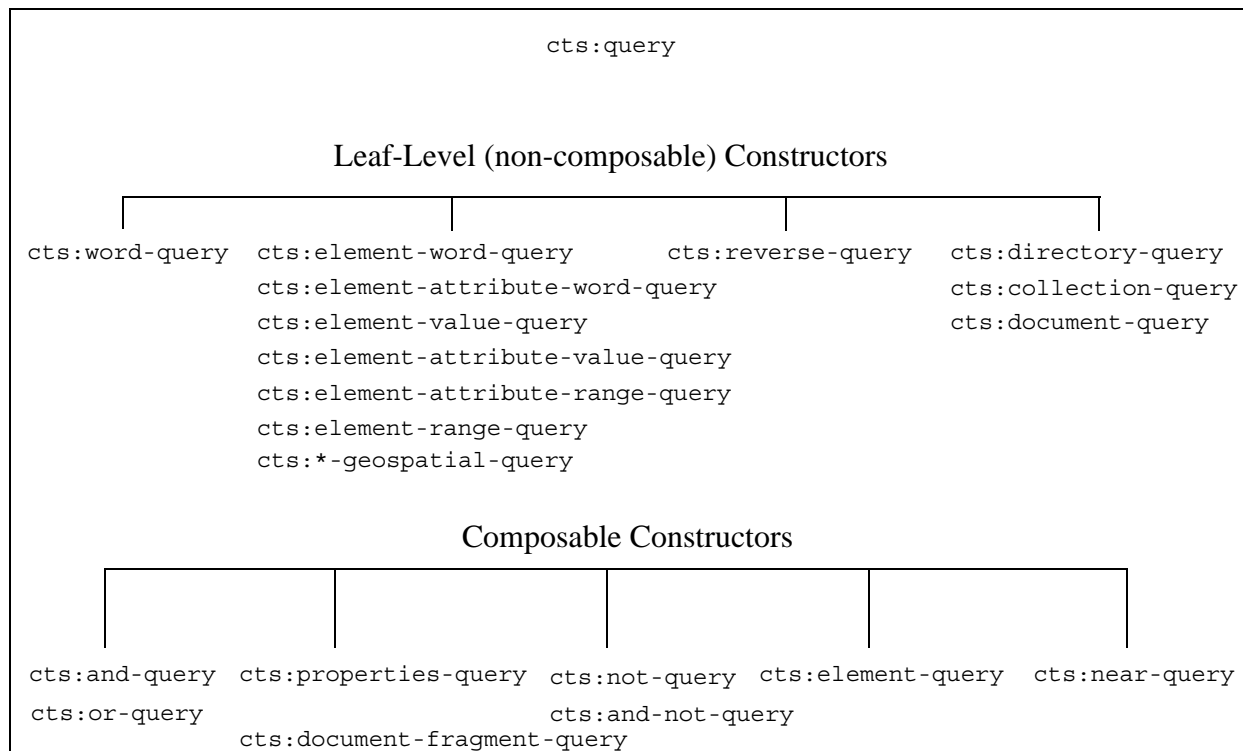 cts:query
Leaf-Level (non-composable) Constructors
cts:word-query cts:element-word-query cts:reverse-query cts:directory-query
cts:element-attribute-word-query cts:collection-query
cts:element-value-query cts:document-query
cts:element-attribute-value-query
cts:element-attribute-range-query
cts:element-range-query
cts:*-geospatial-query
Composable Constructors
cts:and-query cts:properties-query cts:not-query cts:element-query cts:near-query
cts:or-query cts:and-not-query
cts:document-fragment-query